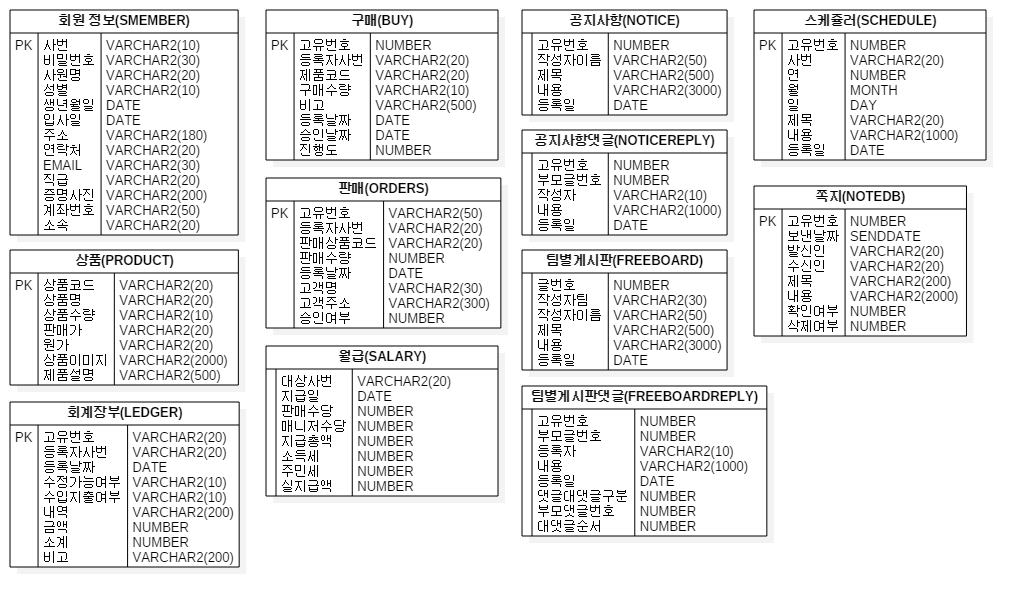 회원 정보(SMEMBER)
PK 사번 VARCHAR2(10)
비밀번호 VARCHAR2(30)
사원명 VARCHAR2(20)
성별 VARCHAR2(10)
생년월일 DATE
입사일 DATE
주소 VARCHAR2(180)
연락처 VARCHAR2(20)
EMAIL VARCHAR2(30)
직급 VARCHAR2(20)
증명사진 VARCHAR2(200)
계좌번호 VARCHAR2(50)
소속 VARCHAR2(20)
상품(PRODUCT)
PK 상품코드 VARCHAR2(20)
상품명 VARCHAR2(20)
상품수량 VARCHAR2(10)
판매가 VARCHAR2(20)
원가 VARCHAR2(20)
상품이미지 VARCHAR2(2000)
제품설명 VARCHAR2(500)
회계장부(LEDGER)
PK 고유번호 VARCHAR2(20)
등록자사번 VARCHAR2(20)
등록날짜 DATE
수정가능여부 VARCHAR2(10)
수입지출여부 VARCHAR2(10)
내역 VARCHAR2(200)
금액 NUMBER
소계 NUMBER
비고 VARCHAR2(200)
구매(BUY)
PK 고유번호 NUMBER
등록자사번 VARCHAR2(20)
제품코드 VARCHAR2(20)
구매수량 VARCHAR2(10)
비고 VARCHAR2(500)
등록날짜 DATE
승인날짜 DATE
진행도 NUMBER
판매(ORDERS)
PK 고유번호 VARCHAR2(50)
등록자사번 VARCHAR2(20)
판매상품코드 VARCHAR2(20)
판매수량 NUMBER
등록날짜 DATE
고객명 VARCHAR2(30)
고객주소 VARCHAR2(300)
승인여부 NUMBER
월급(SALARY)
대상사번 VARCHAR2(20)
지급일 DATE
판매수당 NUMBER
매니저수당 NUMBER
지급총액 NUMBER
소득세 NUMBER
주민세 NUMBER
실지급액 NUMBER
공지사항(NOTICE)
고유번호 NUMBER
작성자이름 VARCHAR2(50)
제목 VARCHAR2(500)
내용 VARCHAR2(3000)
등록일 DATE
공지사항댓글(NOTICEREPLY)
고유번호 NUMBER
부모글번호 NUMBER
작성자 VARCHAR2(10)
내용 VARCHAR2(1000)
등록일 DATE
팀별게시판(FREEBOARD)
글번호 NUMBER
작성자팀 VARCHAR2(30)
작성자이름 VARCHAR2(50)
제목 VARCHAR2(500)
내용 VARCHAR2(3000)
등록일 DATE
팀별게시판댓글(FREEBOARDREPLY)
고유번호 NUMBER
부모글번호 NUMBER
등록자 VARCHAR2(10)
내용 VARCHAR2(1000)
등록일 DATE
댓글대댓글구분 NUMBER
부모댓글번호 NUMBER
대댓글순서 NUMBER
스케쥴러(SCHEDULE)
PK 고유번호 NUMBER
사번 VARCHAR2(20)
연 NUMBER
월 MONTH
일 DAY
제목 VARCHAR2(20)
내용 VARCHAR2(1000)
등록일 DATE
쪽지(NOTEDB)
PK 고유번호 NUMBER
보낸날짜 SENDDATE
발신인 VARCHAR2(20)
수신인 VARCHAR2(20)
제목 VARCHAR2(200)
내용 VARCHAR2(2000)
확인여부 NUMBER
삭제여부 NUMBER